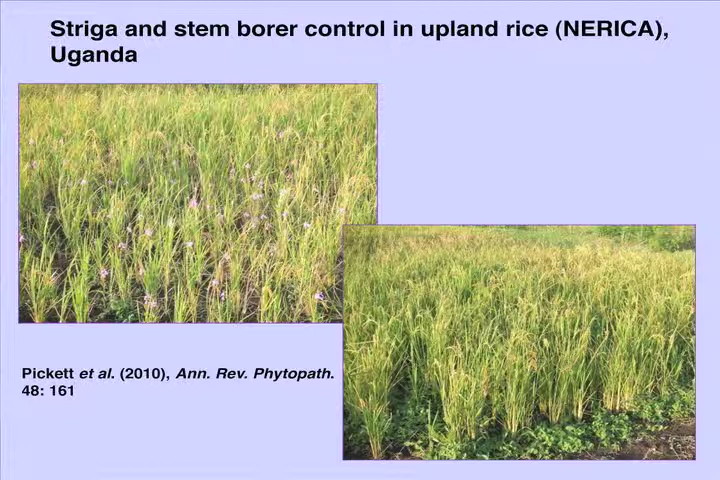 Striga and stem borer control in upland rice (NERICA),
Uganda
Pickett et al. (2010), Ann. Rev. Phytopath.
48: 161